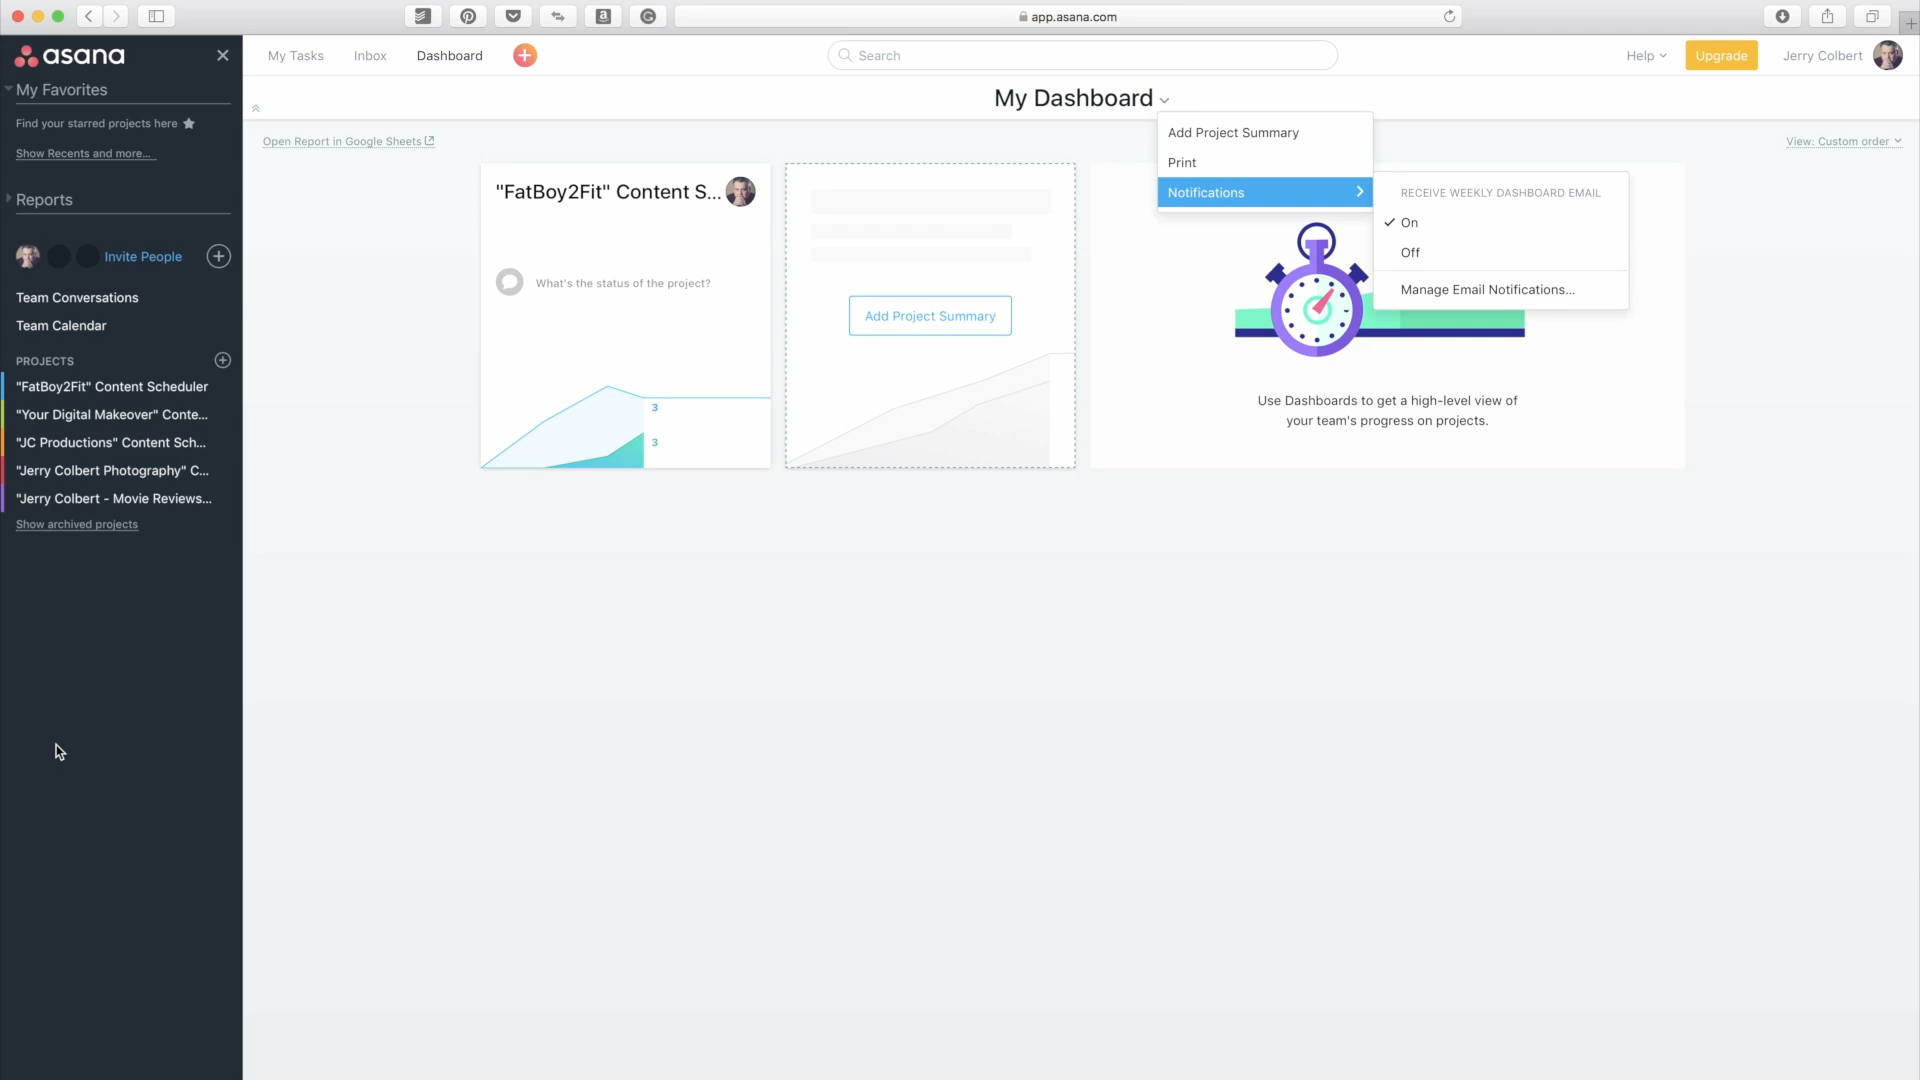 app.asana.com
asana
My Tasks
Inbox
Dashboard
Search
Help
Upgrade
Jerry Colbert
My Favorites
Find your starred projects here
Show Recents and more...
Reports
Invite People
Team Conversations
Team Calendar
PROJECTS
"FatBoy2Fit" Content Scheduler
"Your Digital Makeover" Conte...
"JC Productions" Content Sch...
"Jerry Colbert Photography" C...
"Jerry Colbert - Movie Reviews...
Show archived projects
My Dashboard
Open Report in Google Sheets
View: Custom order
Add Project Summary
Print
Notifications
RECEIVE WEEKLY DASHBOARD EMAIL
On
Off
Manage Email Notifications...
"FatBoy2Fit" Content S...
What's the status of the project?
3
3
Add Project Summary
Use Dashboards to get a high-level view of
your team's progress on projects.